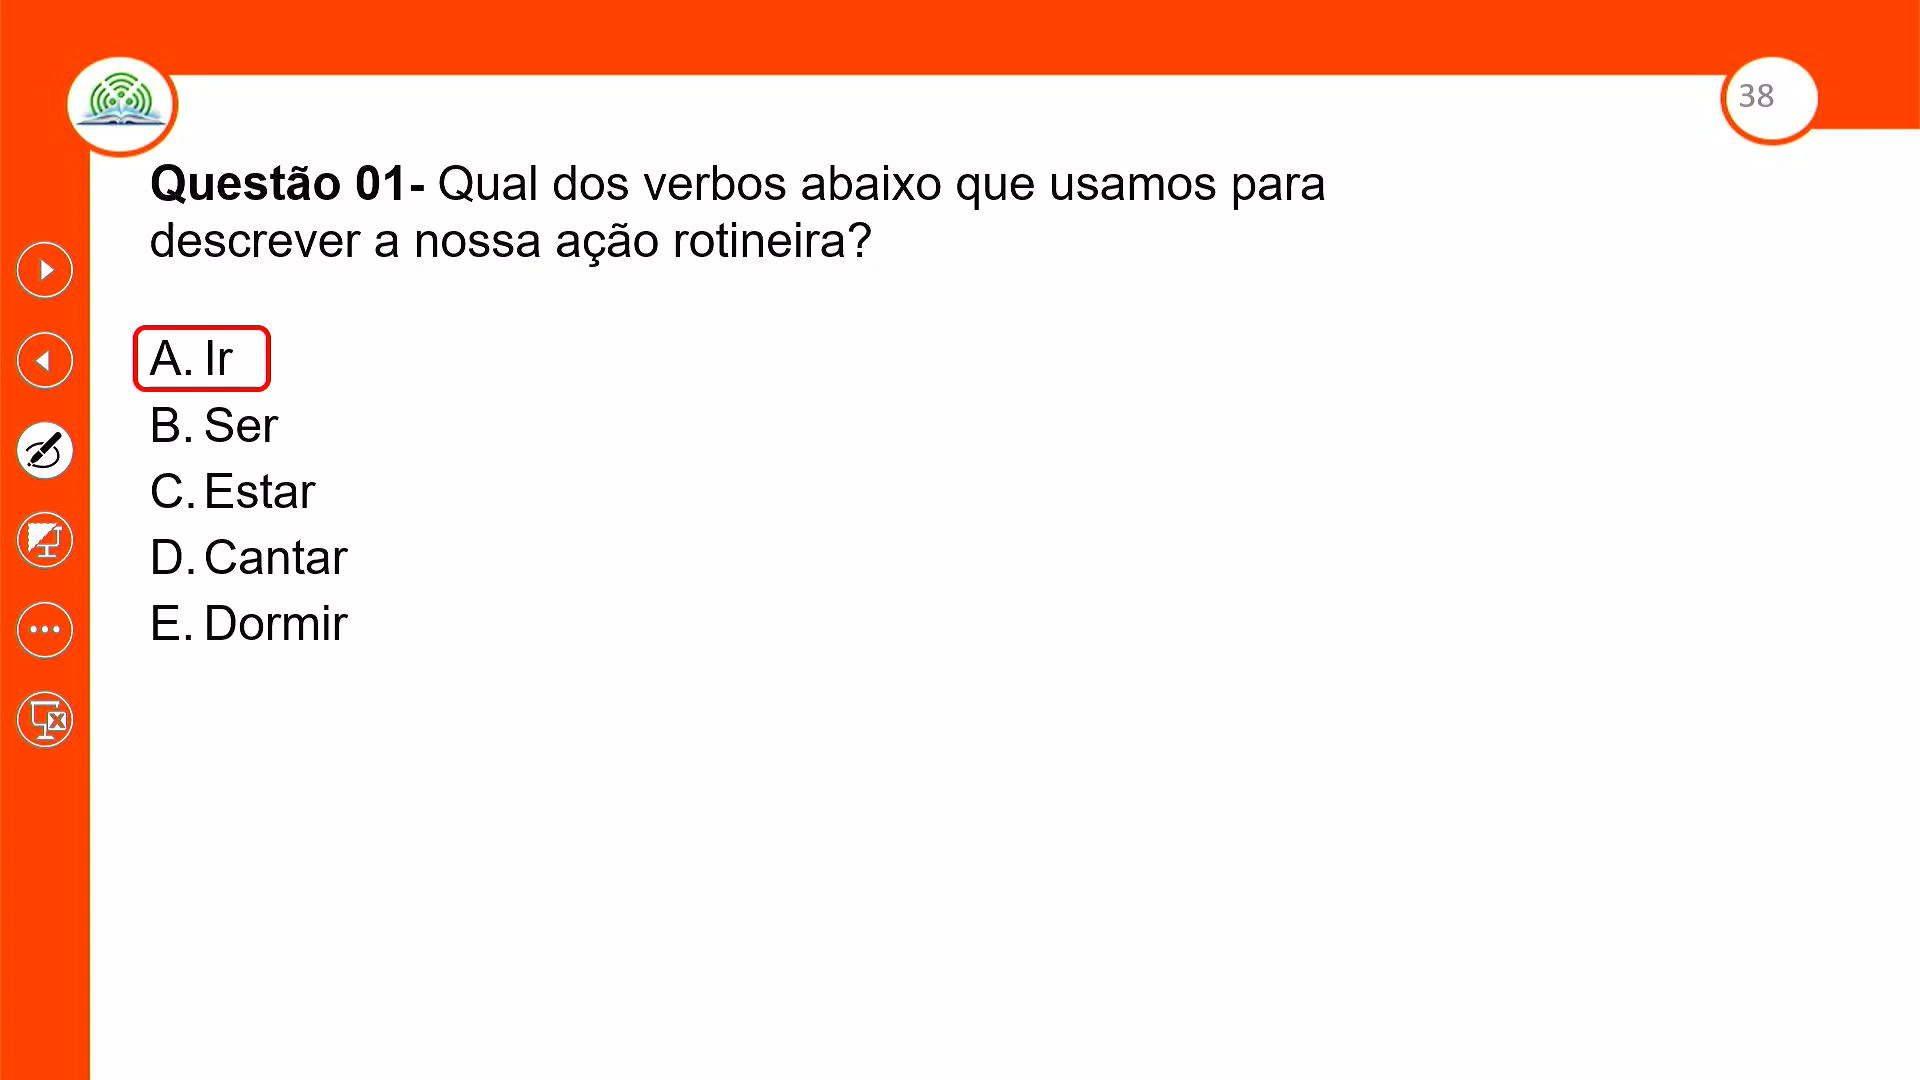 38
Questão 01- Qual dos verbos abaixo que usamos para
descrever a nossa ação rotineira?
A. Ir
B. Ser
C. Estar
D. Cantar
E. Dormir